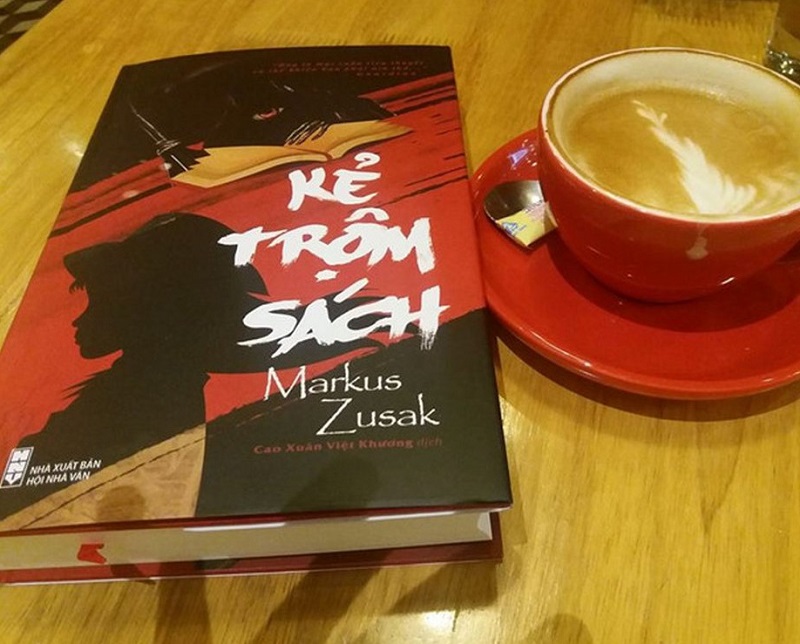 KẺ
TRỘM
SÁCH
Markus
Zusak
Cao Xuân Việt Khương dịch
NHÀ XUẤT BẢN
HỘI NHÀ VĂN